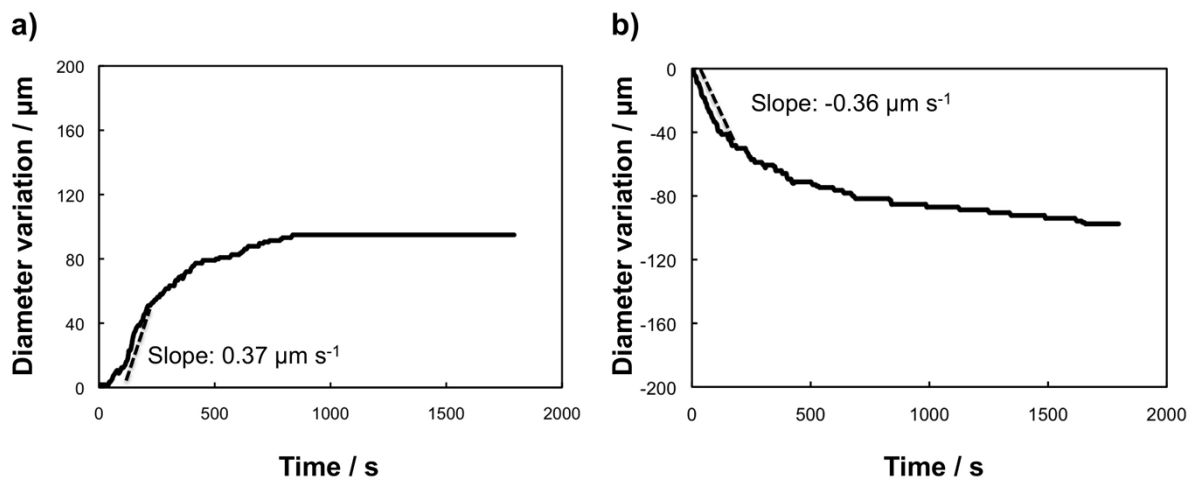 a)
Diameter variation / µm
200
160
120
80
40
0
Slope: 0.37 µm s-1
0 500 1000 1500 2000
Time / s
b)
Diameter variation / µm
0
-40
-80
-120
-160
-200
Slope: -0.36 µm s-1
0 500 1000 1500 2000
Time / s